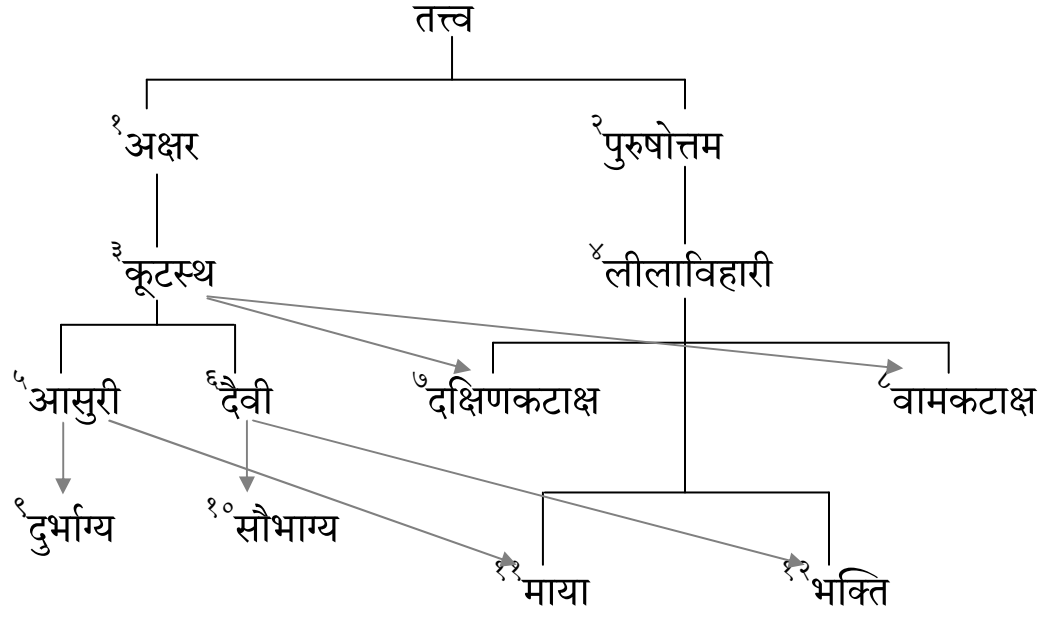 तत्त्व
१अक्षर २पुरुषोत्तम
३कूटस्थ ४लीलाविहारी
५आसुरी ६दैवी ७दक्षिणकटाक्ष ८वामकटाक्ष
९दुर्भाग्य १०सौभाग्य
११माया १२भक्ति